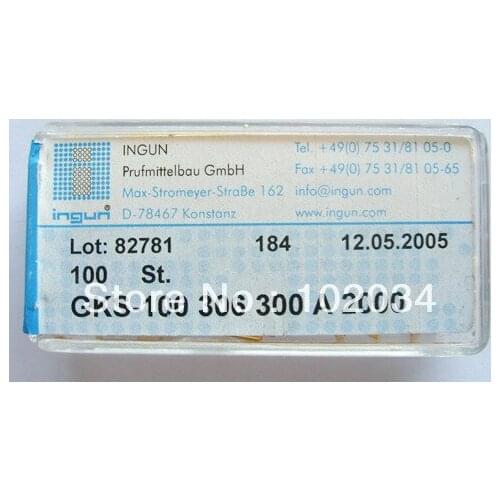 INGUN
Prufmittelbau GmbH
Max-Stromeyer-Straße 162
D-78467 Konstanz
Tel. +49(0) 75 31/81 05-0
Fax +49(0) 75 31/81 05-65
info@ingun.com
www.ingun.com
ingun®
Lot: 82781 184 12.05.2005
100 St.
GKS-100 306 300 A 2000
Store No: 102084